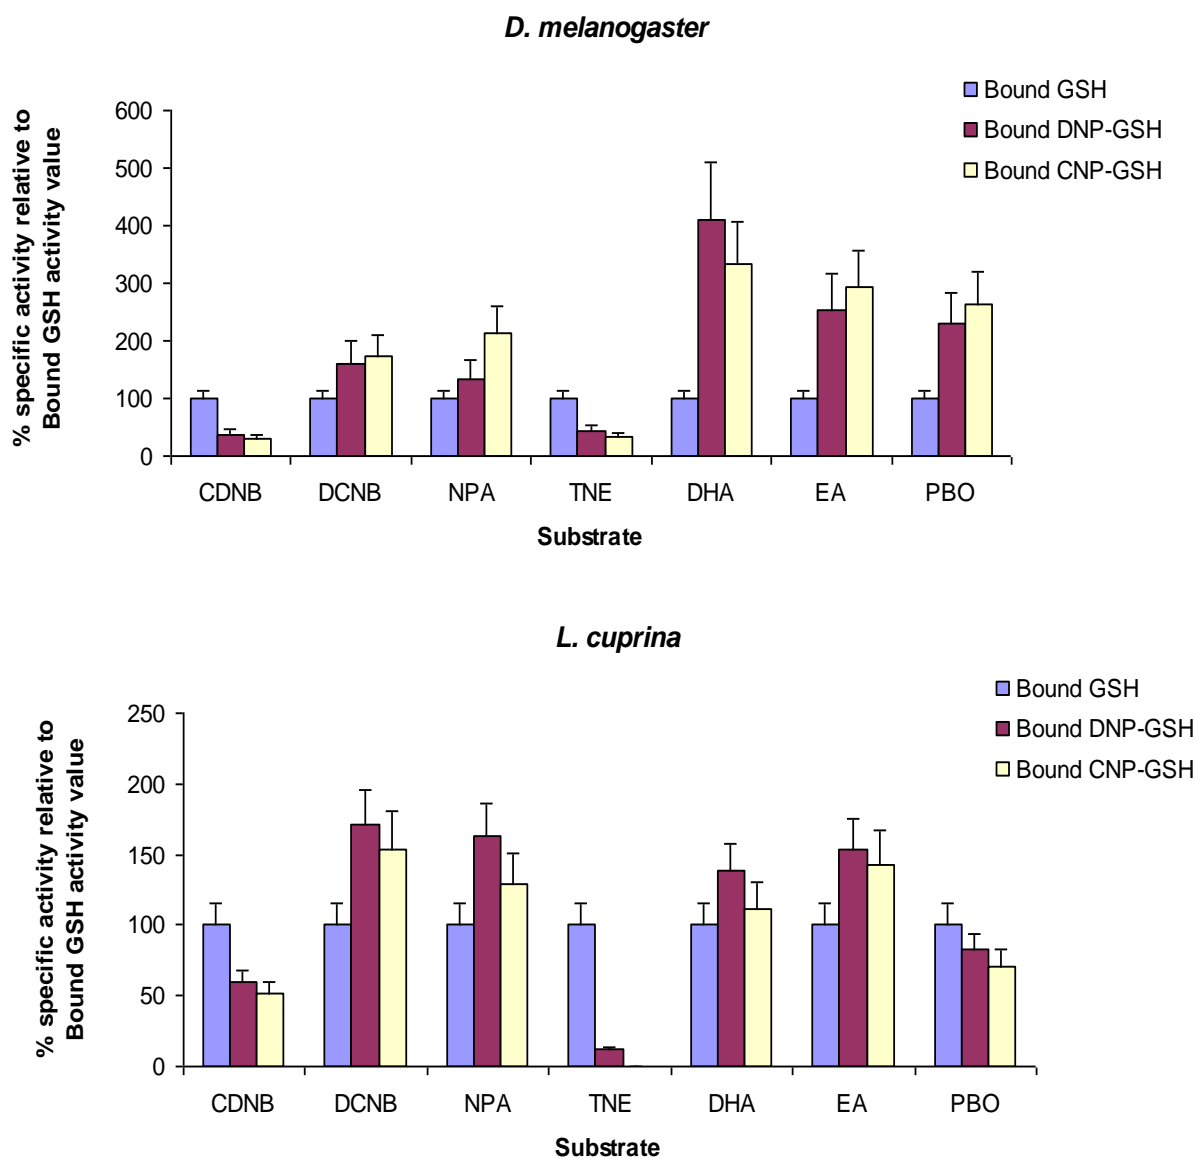 D. melanogaster
Bound GSH
Bound DNP-GSH
Bound CNP-GSH
% specific activity relative to
Bound GSH activity value
600
500
400
300
200
100
0
CDNB DCNB NPA TNE DHA EA PBO
Substrate
L. cuprina
Bound GSH
Bound DNP-GSH
Bound CNP-GSH
% specific activity relative to
Bound GSH activity value
250
200
150
100
50
0
CDNB DCNB NPA TNE DHA EA PBO
Substrate